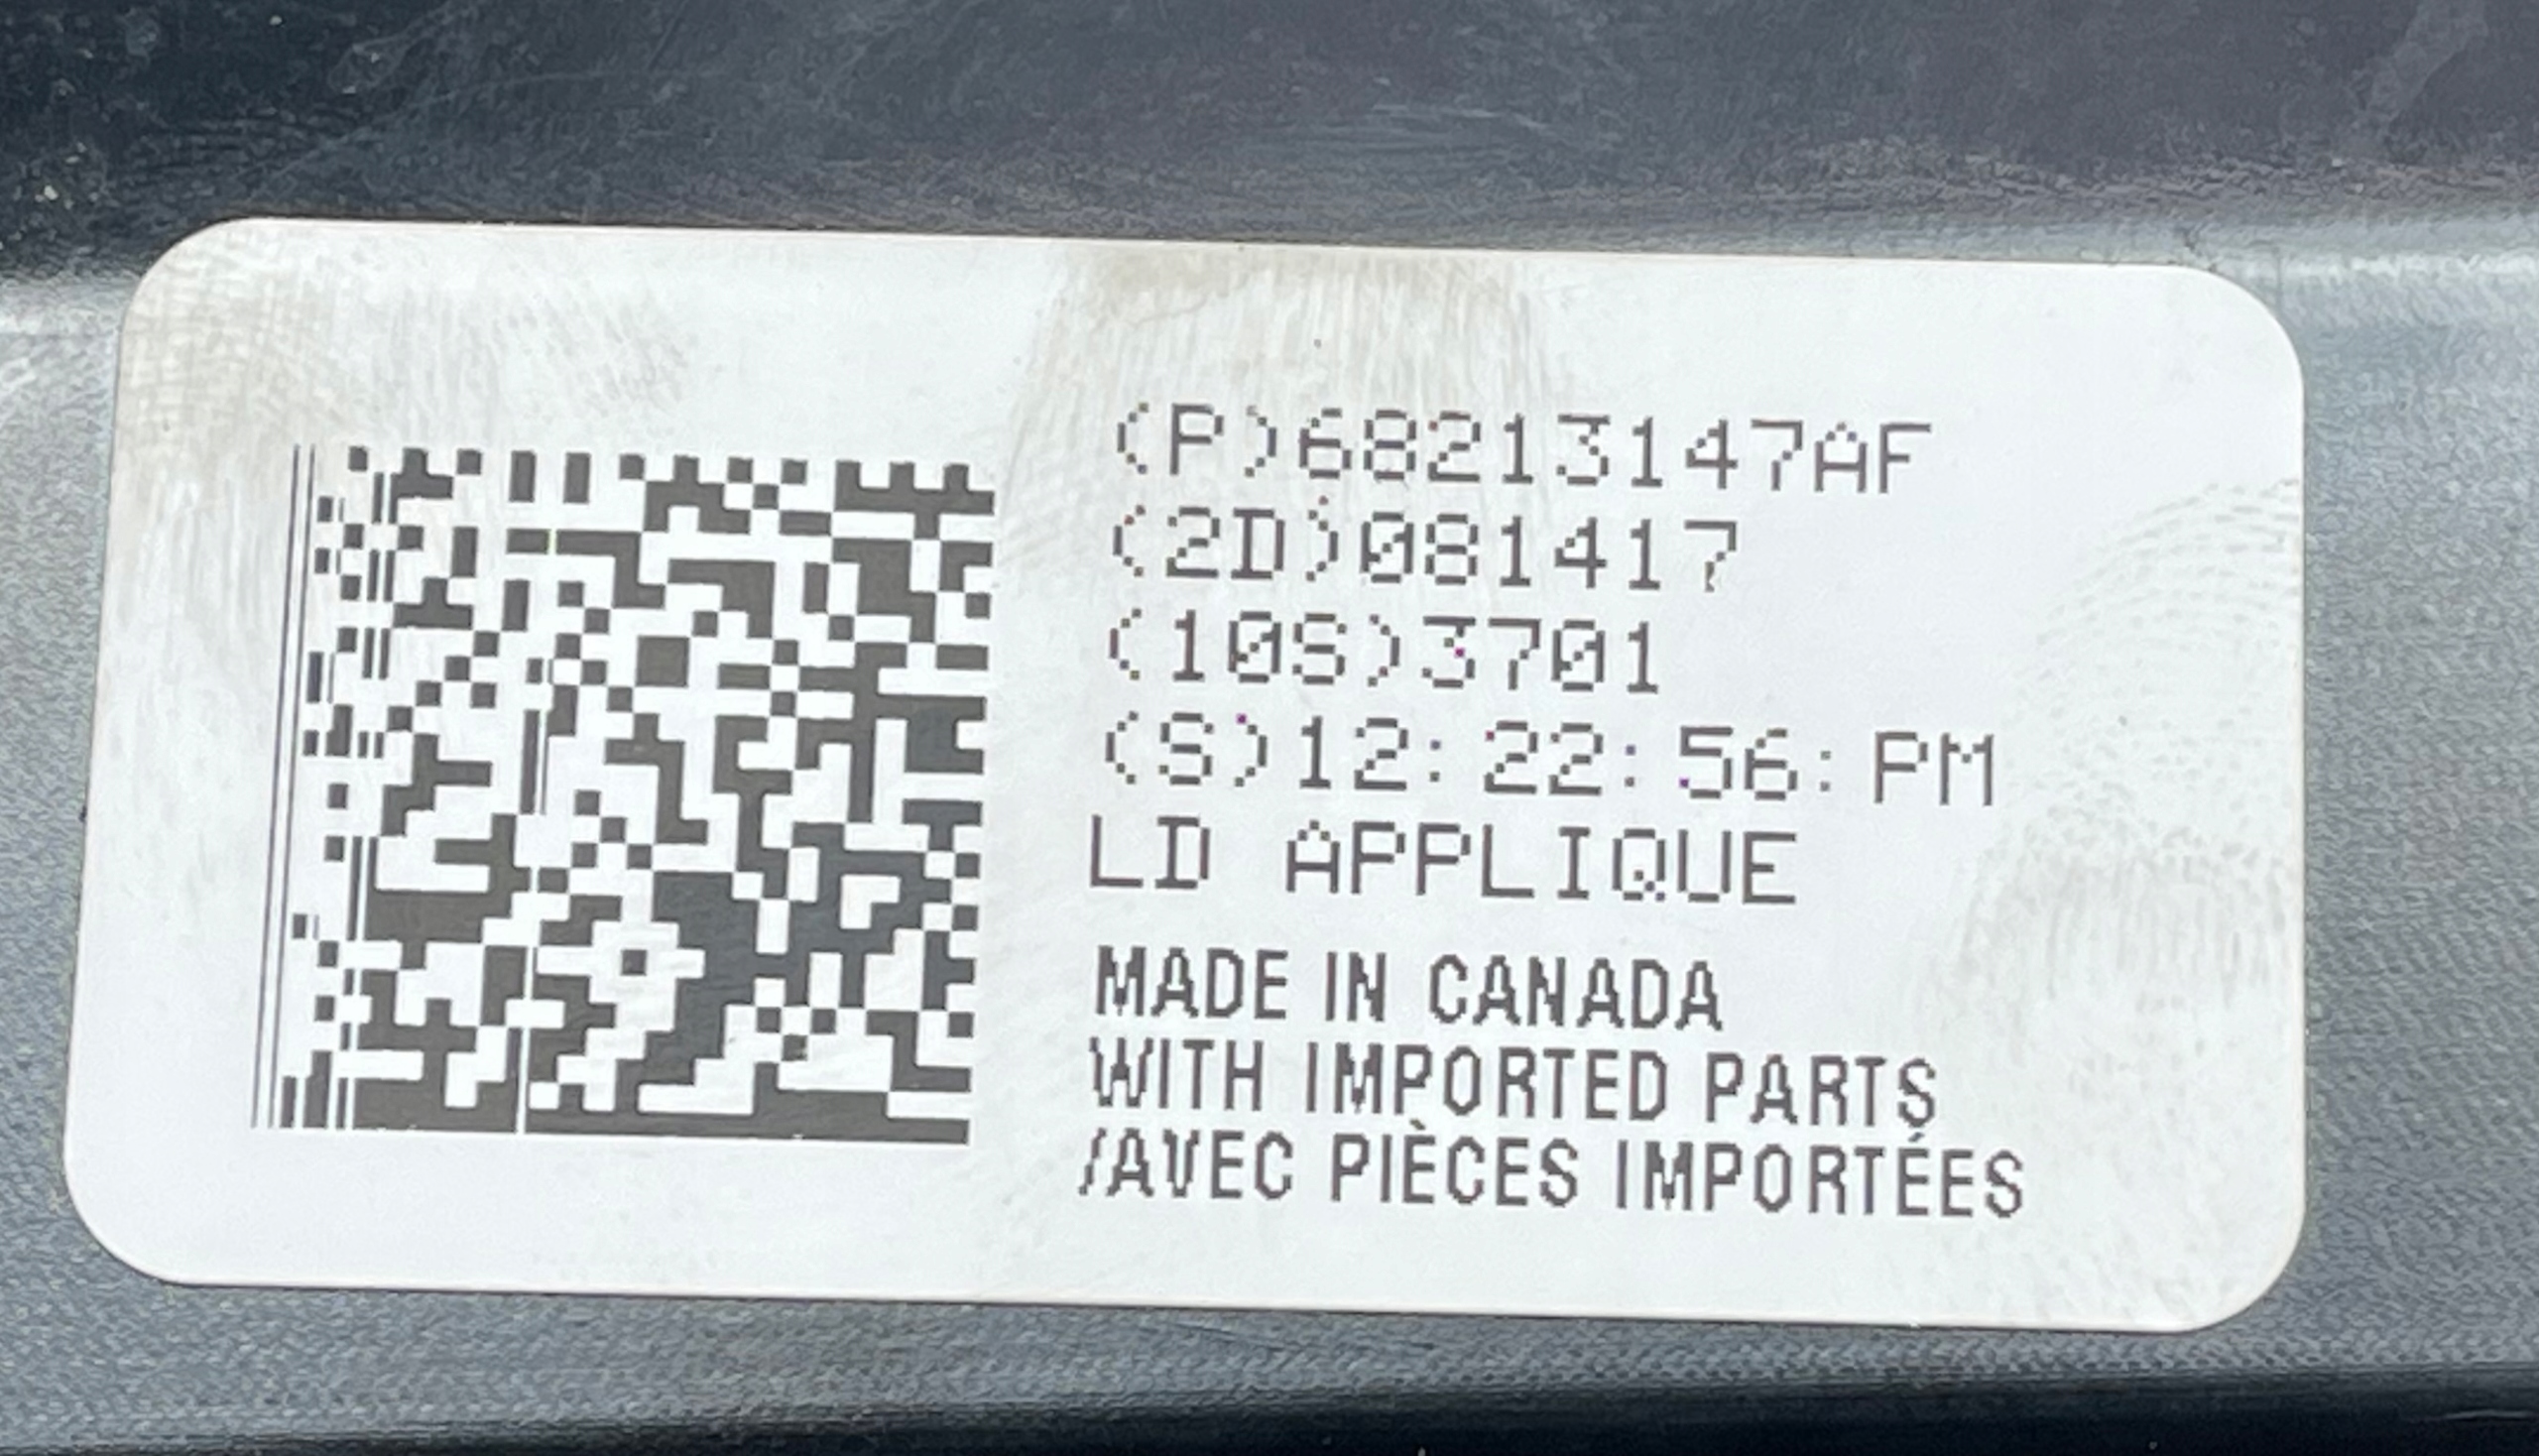 (P)68213147AF
(2D)081417
(10S)3701
(S)12:22:56:PM
LD APPLIQUE
MADE IN CANADA
WITH IMPORTED PARTS
/AVEC PIÈCES IMPORTÉES